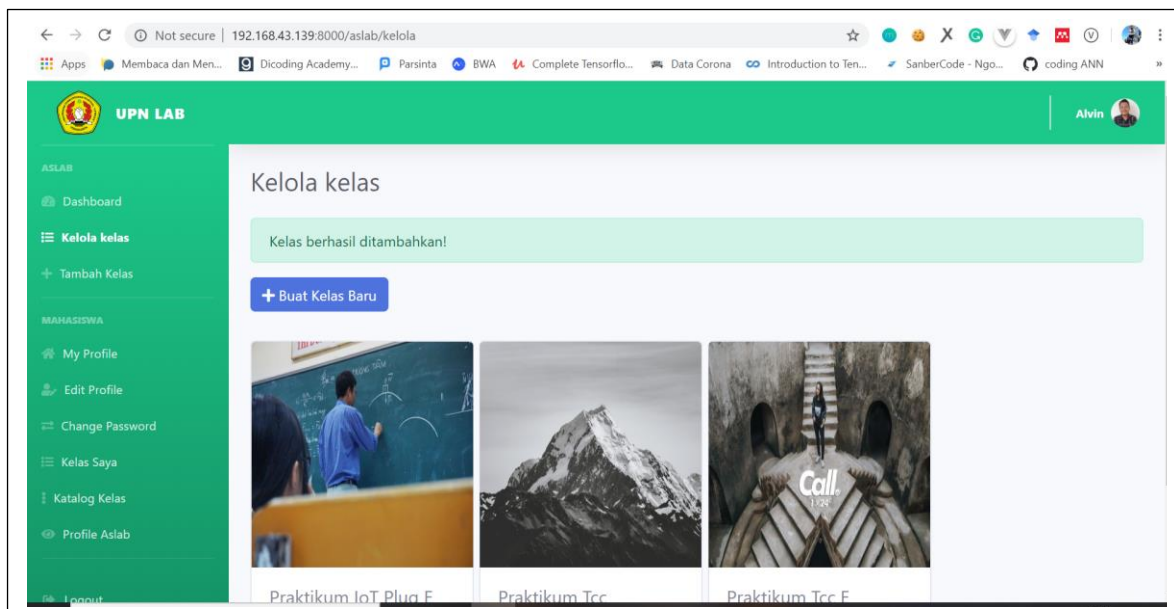 Not secure | 192.168.43.139:8000/aslab/kelola
Apps Membaca dan Men... Dicoding Academy... Parsinta BWA Complete Tensorflo... Data Corona Introduction to Ten... SanberCode - Ngo... coding ANN »
UPN LAB
Alvin
ASLAB
Dashboard
Kelola kelas
Tambah Kelas
MAHASISWA
My Profile
Edit Profile
Change Password
Kelas Saya
Katalog Kelas
Profile Aslab
Logout
Kelola kelas
Kelas berhasil ditambahkan!
+ Buat Kelas Baru
Call.
Praktikum IoT Plug F
Praktikum Tcc
Praktikum Tcc F